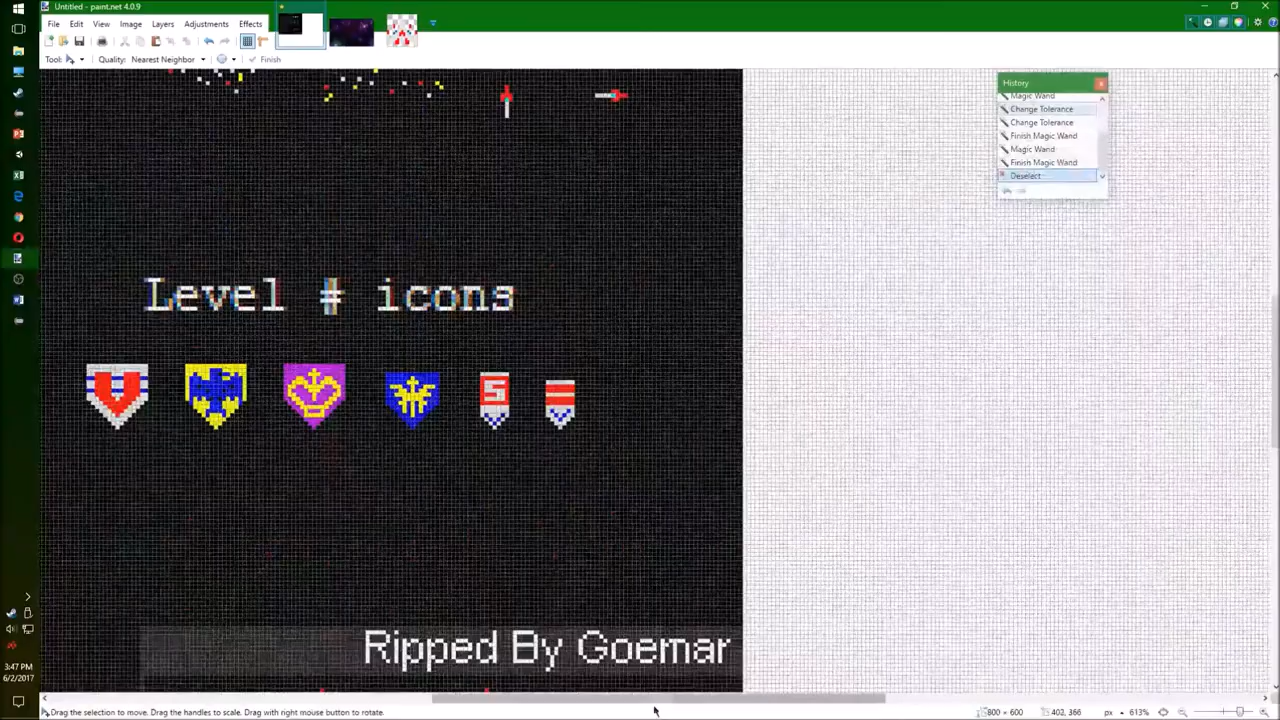 Untitled - paint.net 4.0.9
File Edit View Image Layers Adjustments Effects
Tool: Quality: Nearest Neighbor Finish
History
Magic Wand
Change Tolerance
Change Tolerance
Finish Magic Wand
Magic Wand
Finish Magic Wand
Deselect
Level # icons
S
Ripped By Goemar
3:47 PM
6/2/2017
Drag the selection to move. Drag the handles to scale. Drag with right mouse button to rotate. 800 × 600 402, 366 px 613%